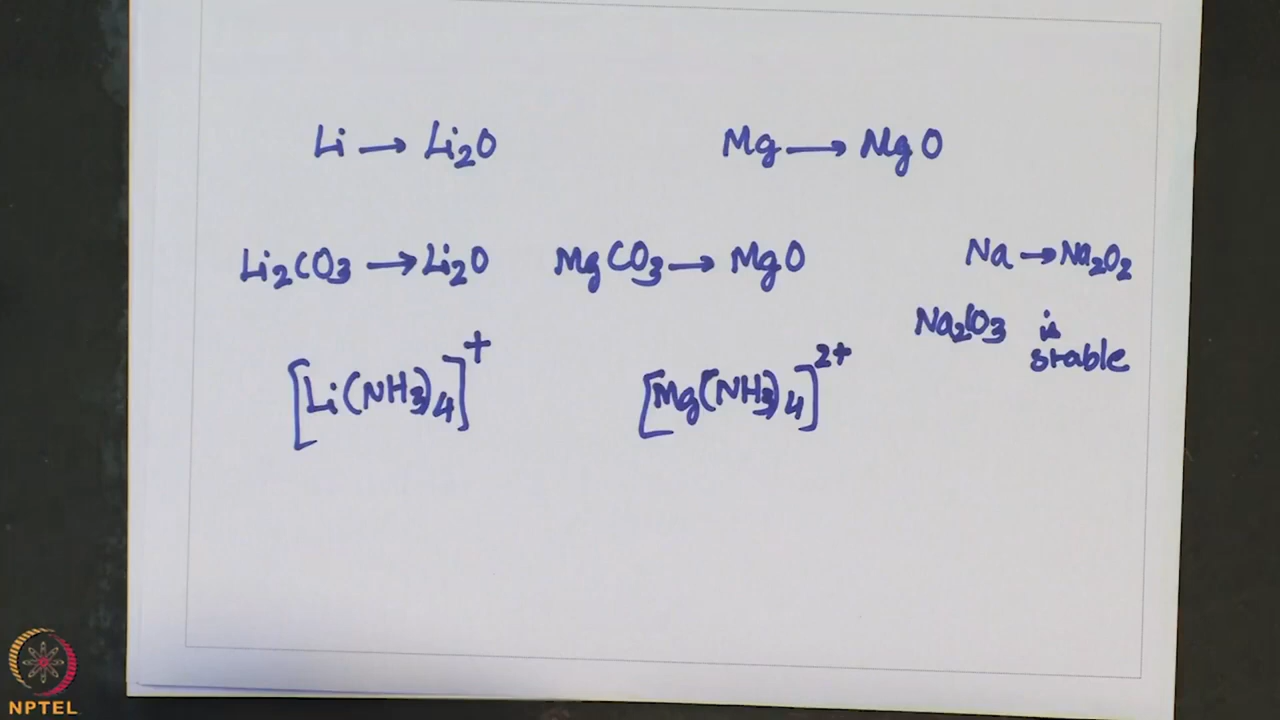 Li → Li₂O Mg → MgO
Li₂CO₃ → Li₂O MgCO₃ → MgO Na → Na₂O₂
Na₂CO₃ is stable
[Li(NH₃)₄]⁺ [Mg(NH₃)₄]²⁺
NPTEL